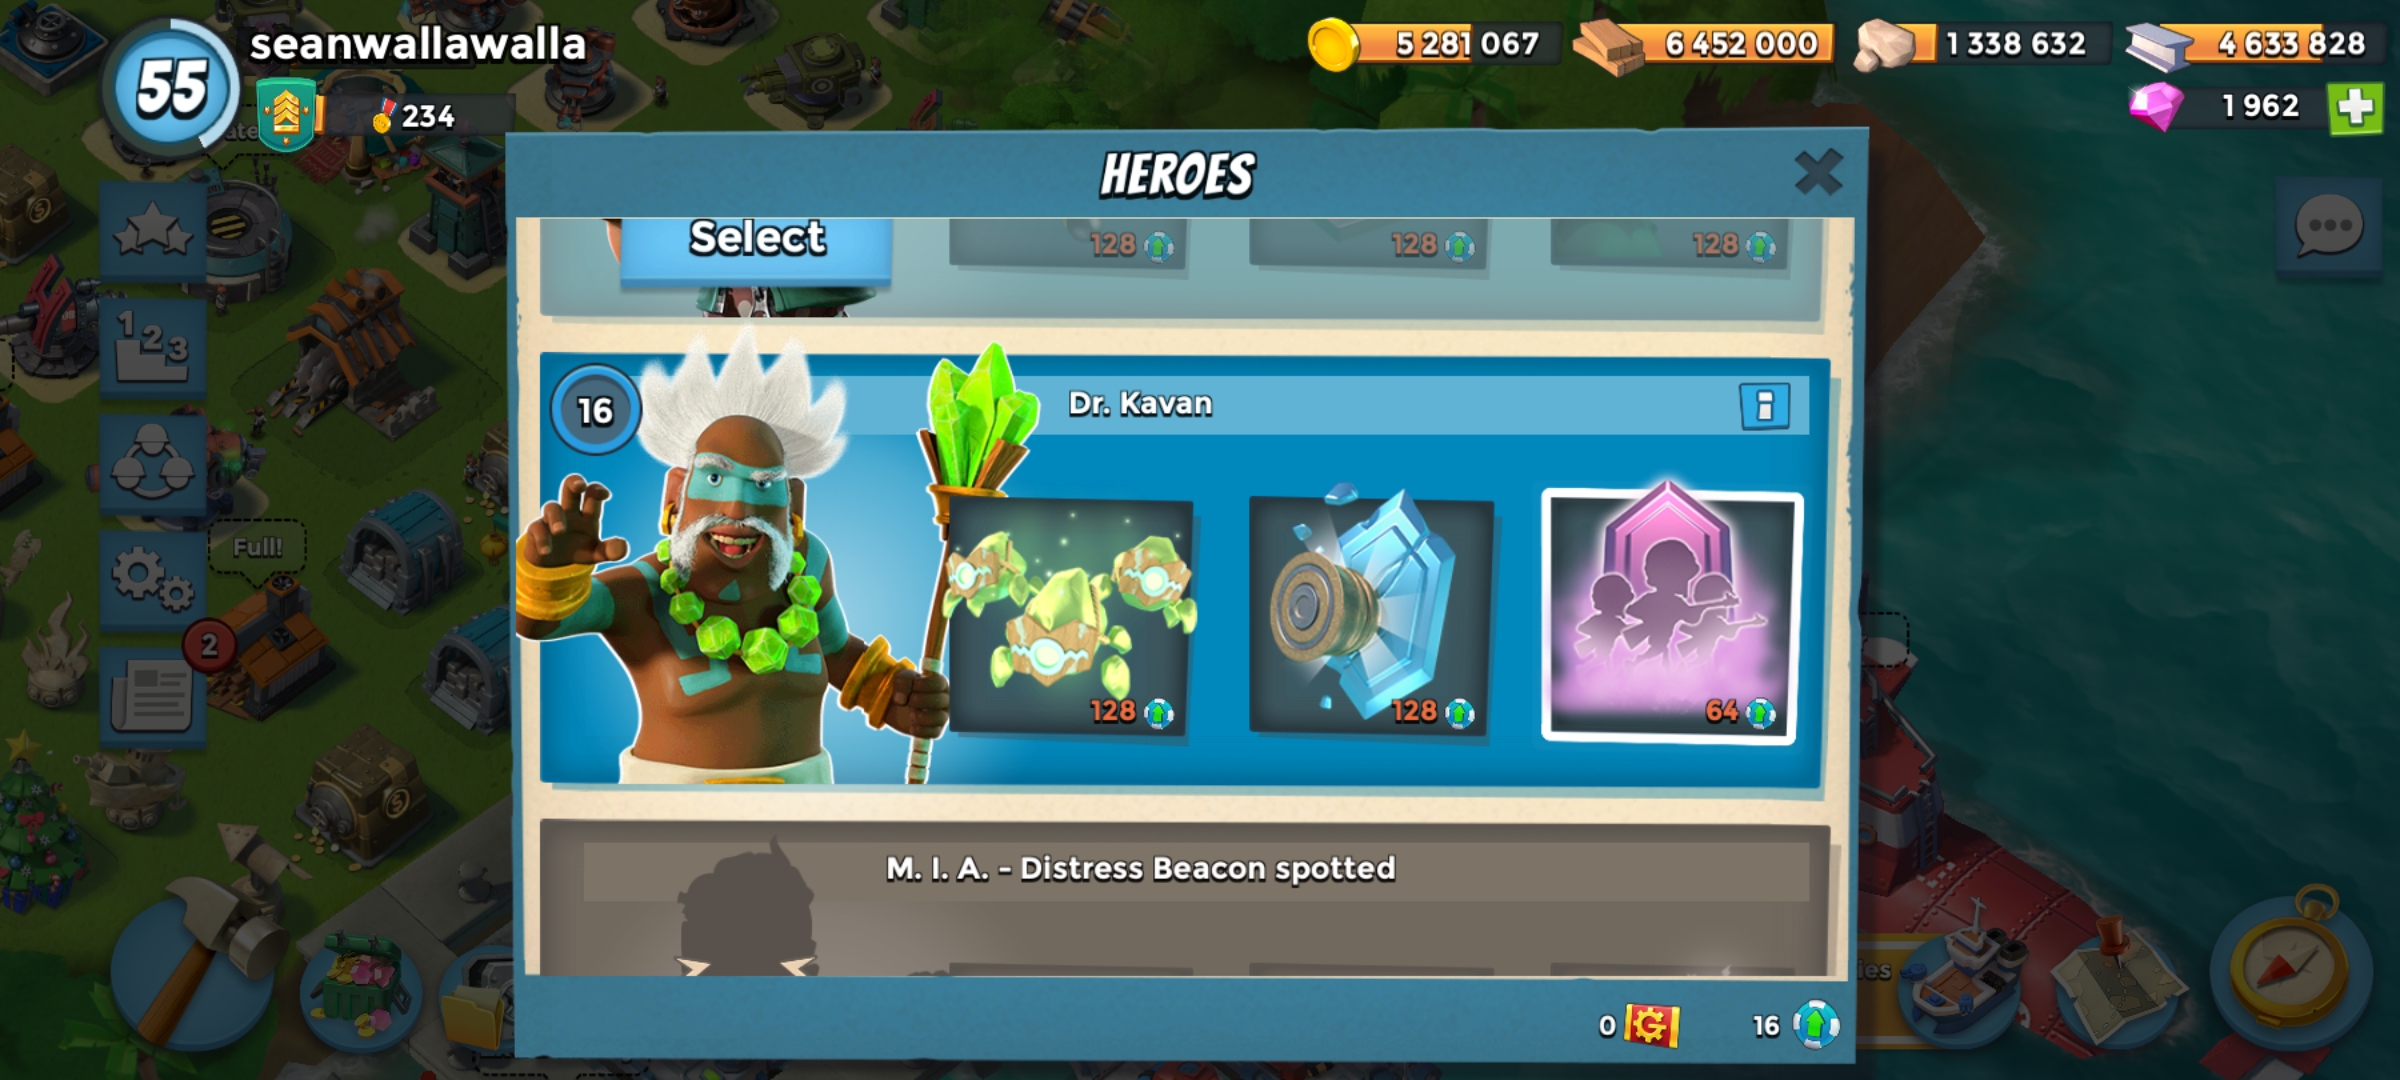 55
seanwallawalla
234
5 281 067
6 452 000
1 338 632
4 633 828
1 962
HEROES
Select
128
128
128
123
16
Dr. Kavan
i
Full!
2
128
128
64
M. I. A. - Distress Beacon spotted
0
G
16